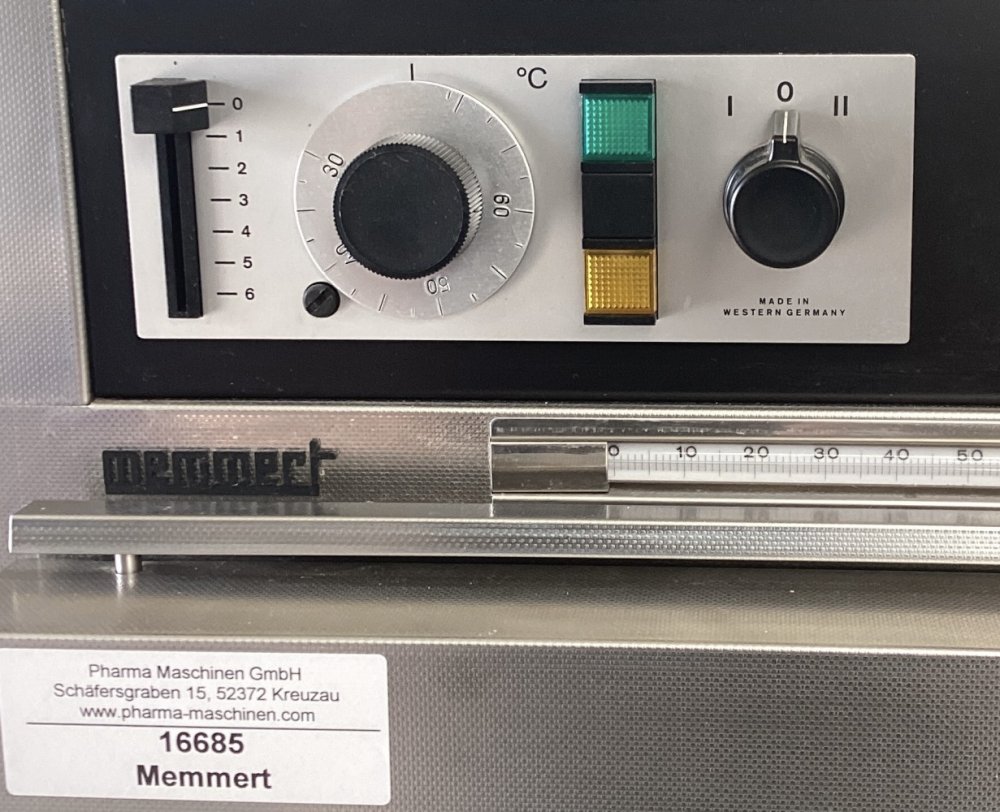 °C
0
1
2
3
4
5
6
30
40
50
60
I 0 II
MADE IN
WESTERN GERMANY
memmert
0 10 20 30 40 50
Pharma Maschinen GmbH
Schäfersgraben 15, 52372 Kreuzau
www.pharma-maschinen.com
16685
Memmert